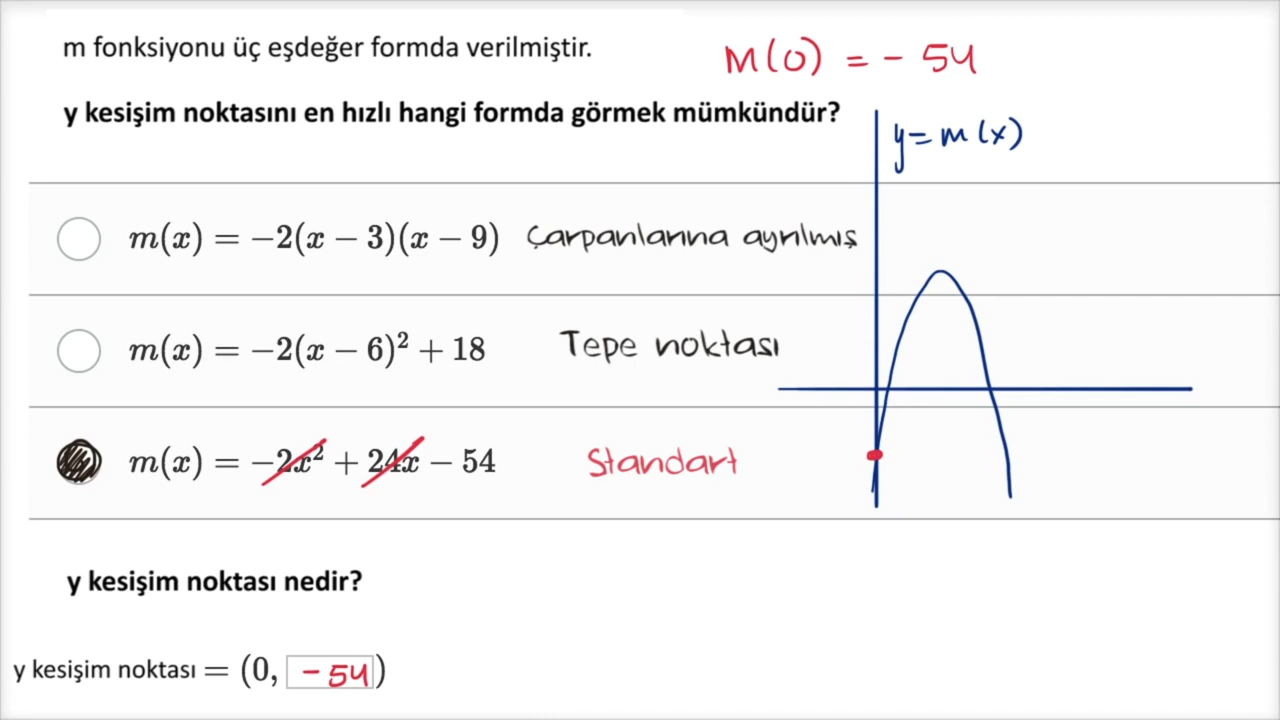 m fonksiyonu üç eşdeğer formda verilmiştir.
M(0) = - 54
y kesişim noktasını en hızlı hangi formda görmek mümkündür?
y = m(x)
m(x) = −2(x − 3)(x − 9) Çarpanlarına ayrılmış
m(x) = −2(x − 6)² + 18 Tepe noktası
m(x) = −2x² + 24x − 54 Standart
y kesişim noktası nedir?
y kesişim noktası = (0, -54)